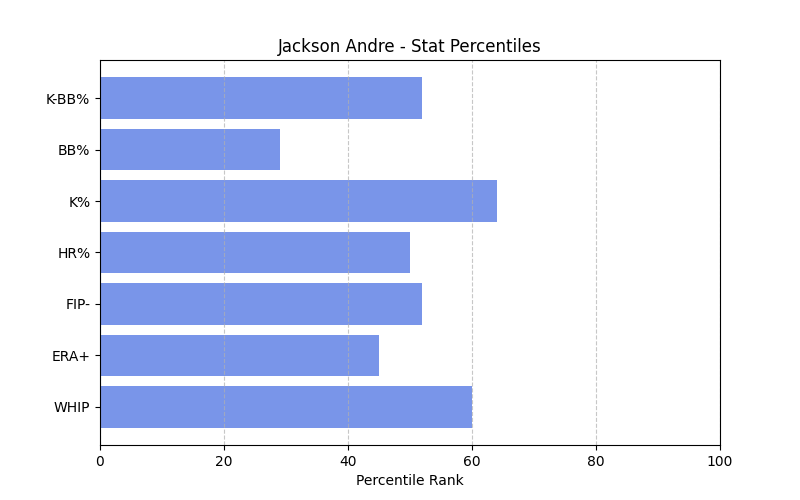 Jackson Andre - Stat Percentiles
K-BB%
BB%
K%
HR%
FIP-
ERA+
WHIP
0 20 40 60 80 100
Percentile Rank